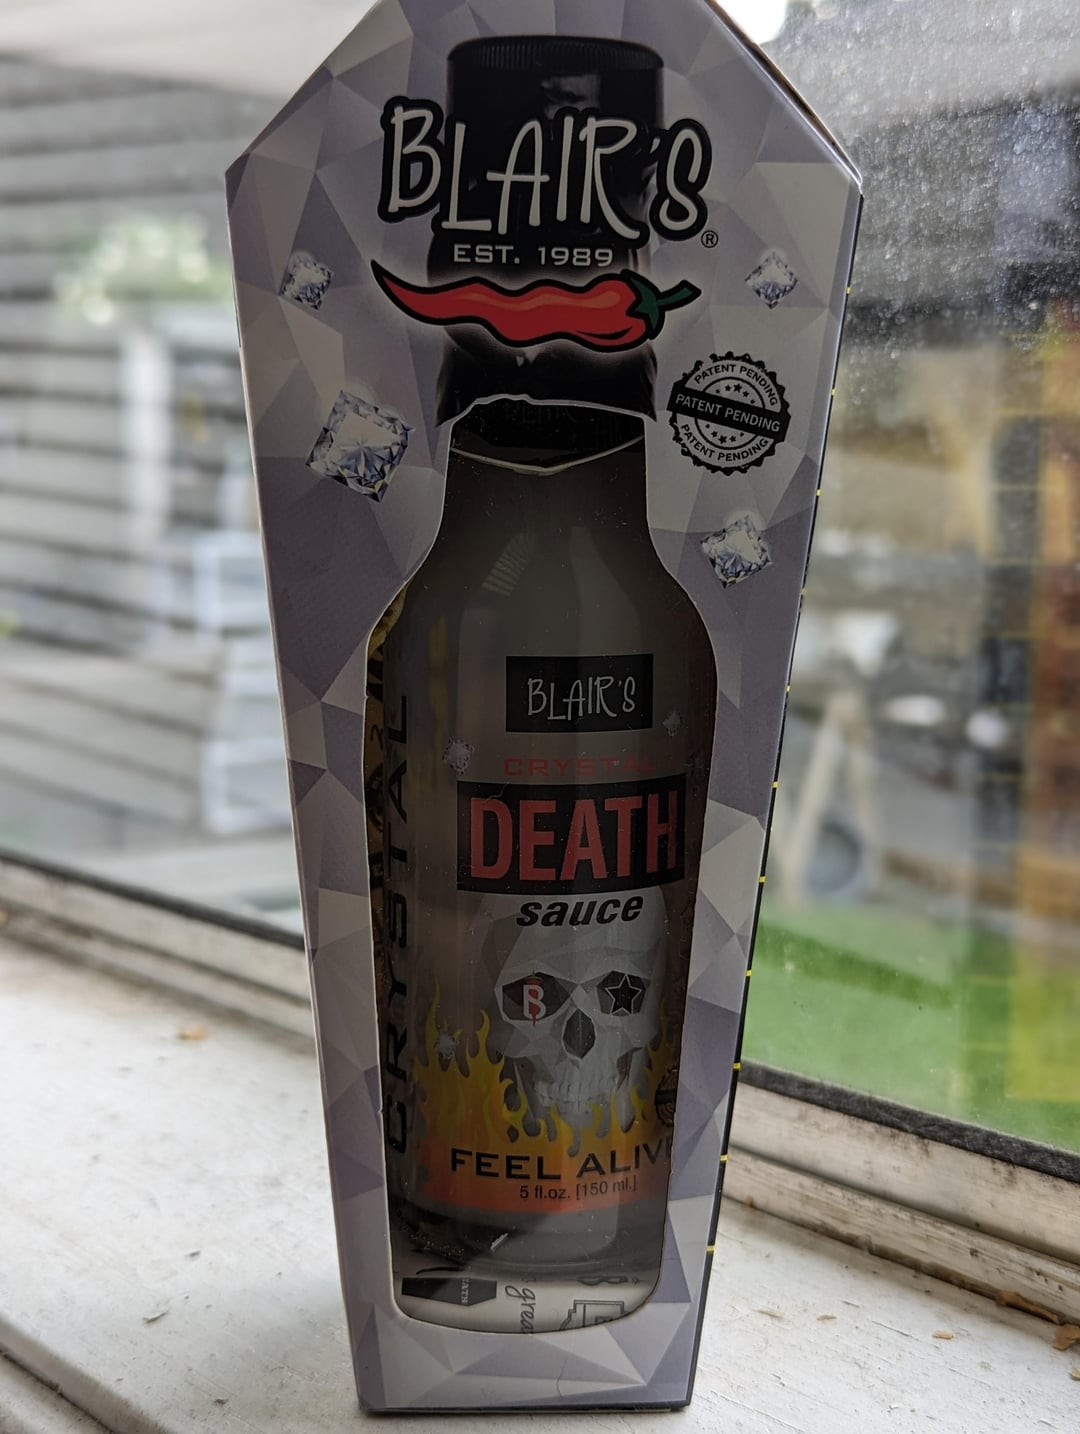 BLAIR'S
®
EST. 1989
PATENT PENDING
PATENT PENDING
PATENT PENDING
BLAIR'S
CRYSTAL
CRYSTAL
DEATH
sauce
B
FEEL ALIVE
5 fl.oz. [150 ml.]